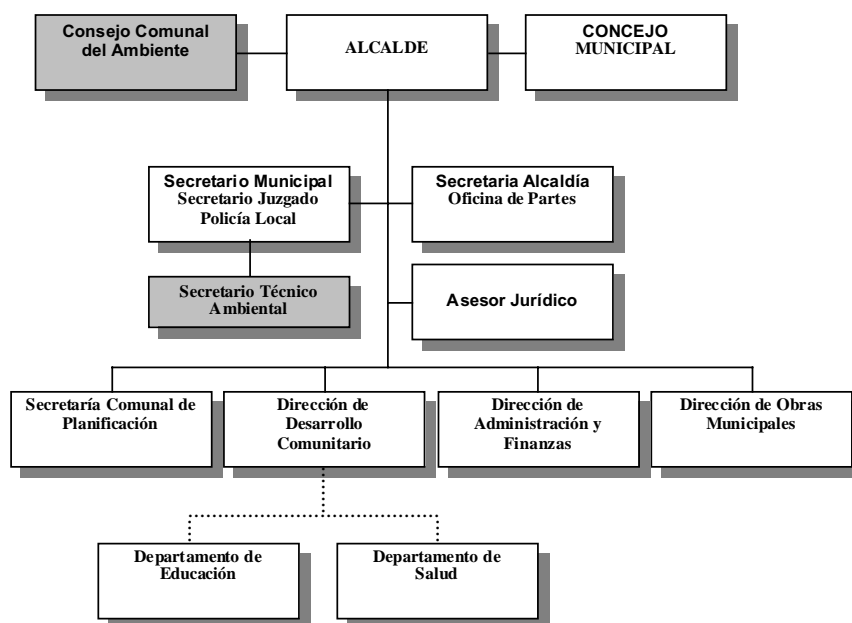 Consejo Comunal
del Ambiente
ALCALDE
CONCEJO
MUNICIPAL
Secretario Municipal
Secretario Juzgado
Policía Local
Secretaria Alcaldía
Oficina de Partes
Secretario Técnico
Ambiental
Asesor Jurídico
Secretaría Comunal de
Planificación
Dirección de
Desarrollo
Comunitario
Dirección de
Administración y
Finanzas
Dirección de Obras
Municipales
Departamento de
Educación
Departamento de
Salud